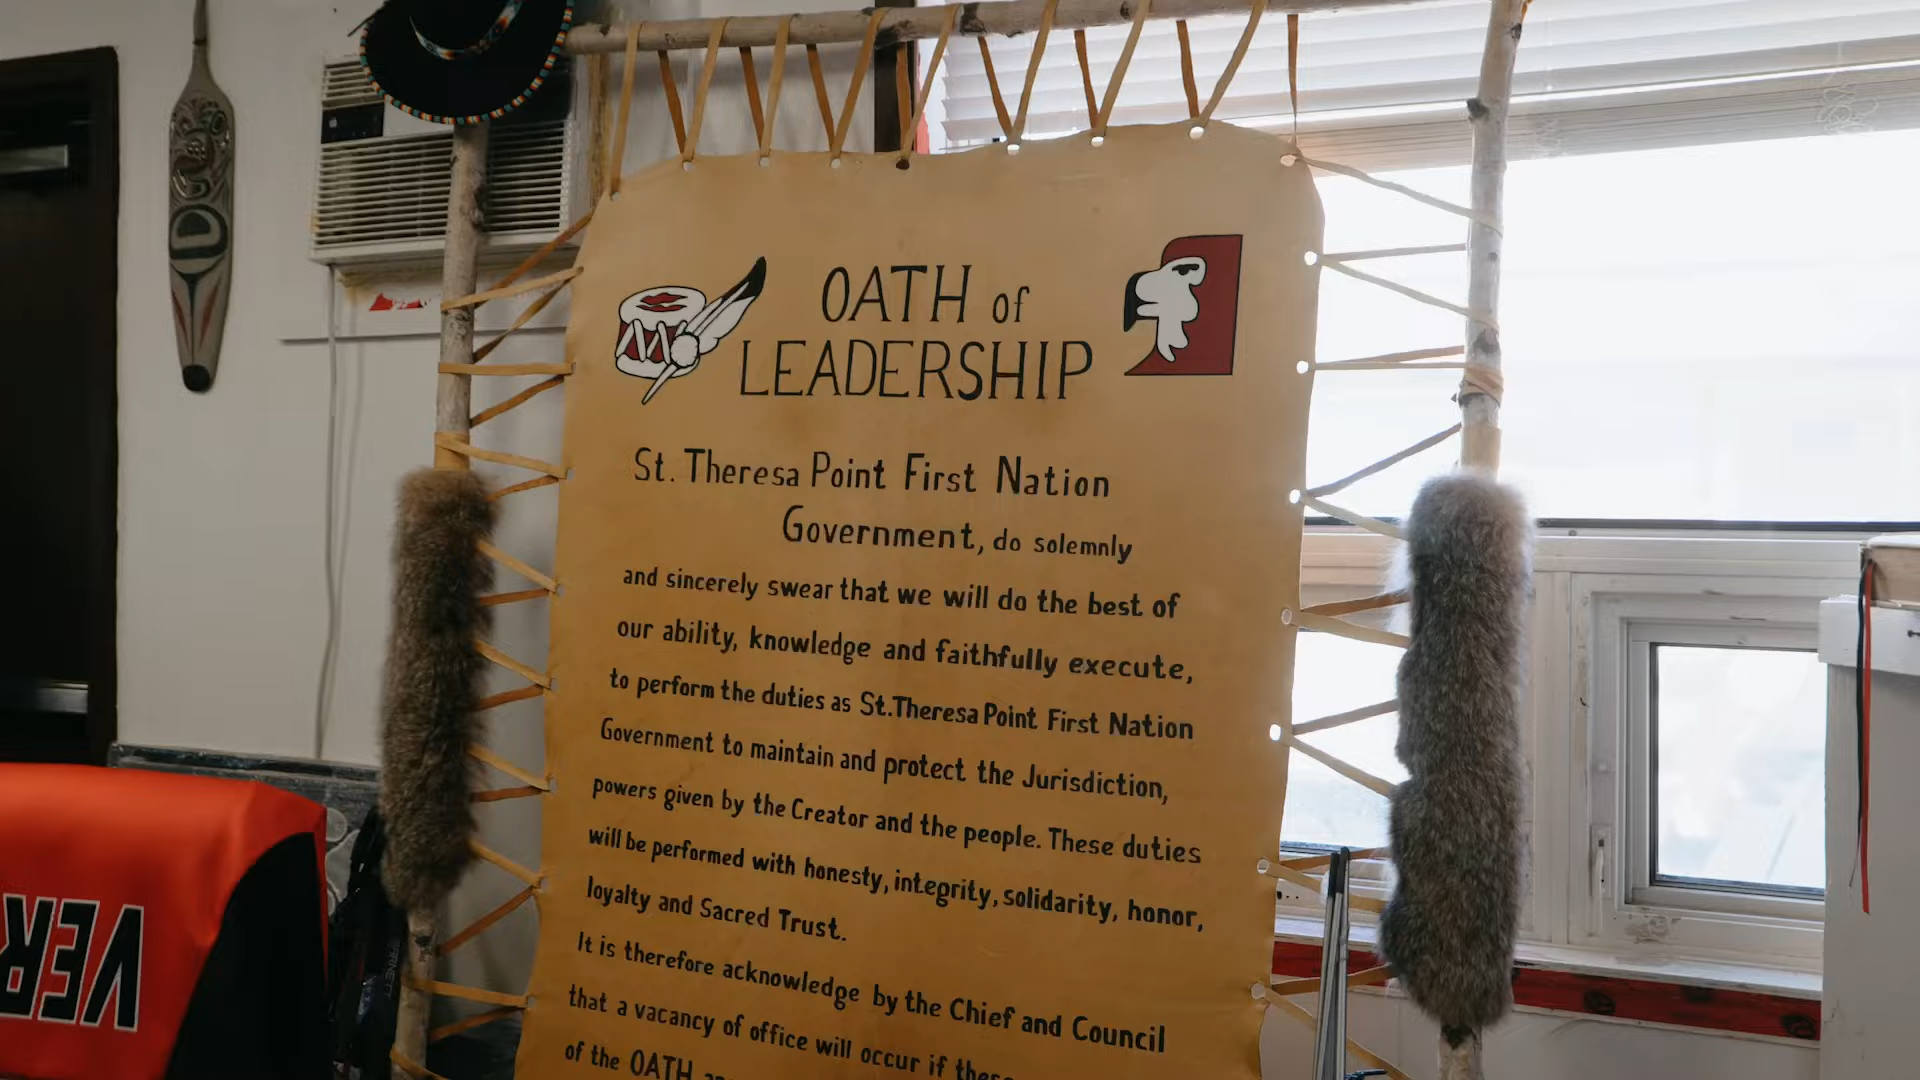 OATH of
LEADERSHIP
St. Theresa Point First Nation
Government, do solemnly
and sincerely swear that we will do the best of
our ability, knowledge and faithfully execute,
to perform the duties as St. Theresa Point First Nation
Government to maintain and protect the Jurisdiction,
powers given by the Creator and the people. These duties
will be performed with honesty, integrity, solidarity, honor,
loyalty and Sacred Trust.
It is therefore acknowledge by the Chief and Council
that a vacancy of office will occur if
of the OATH
VER